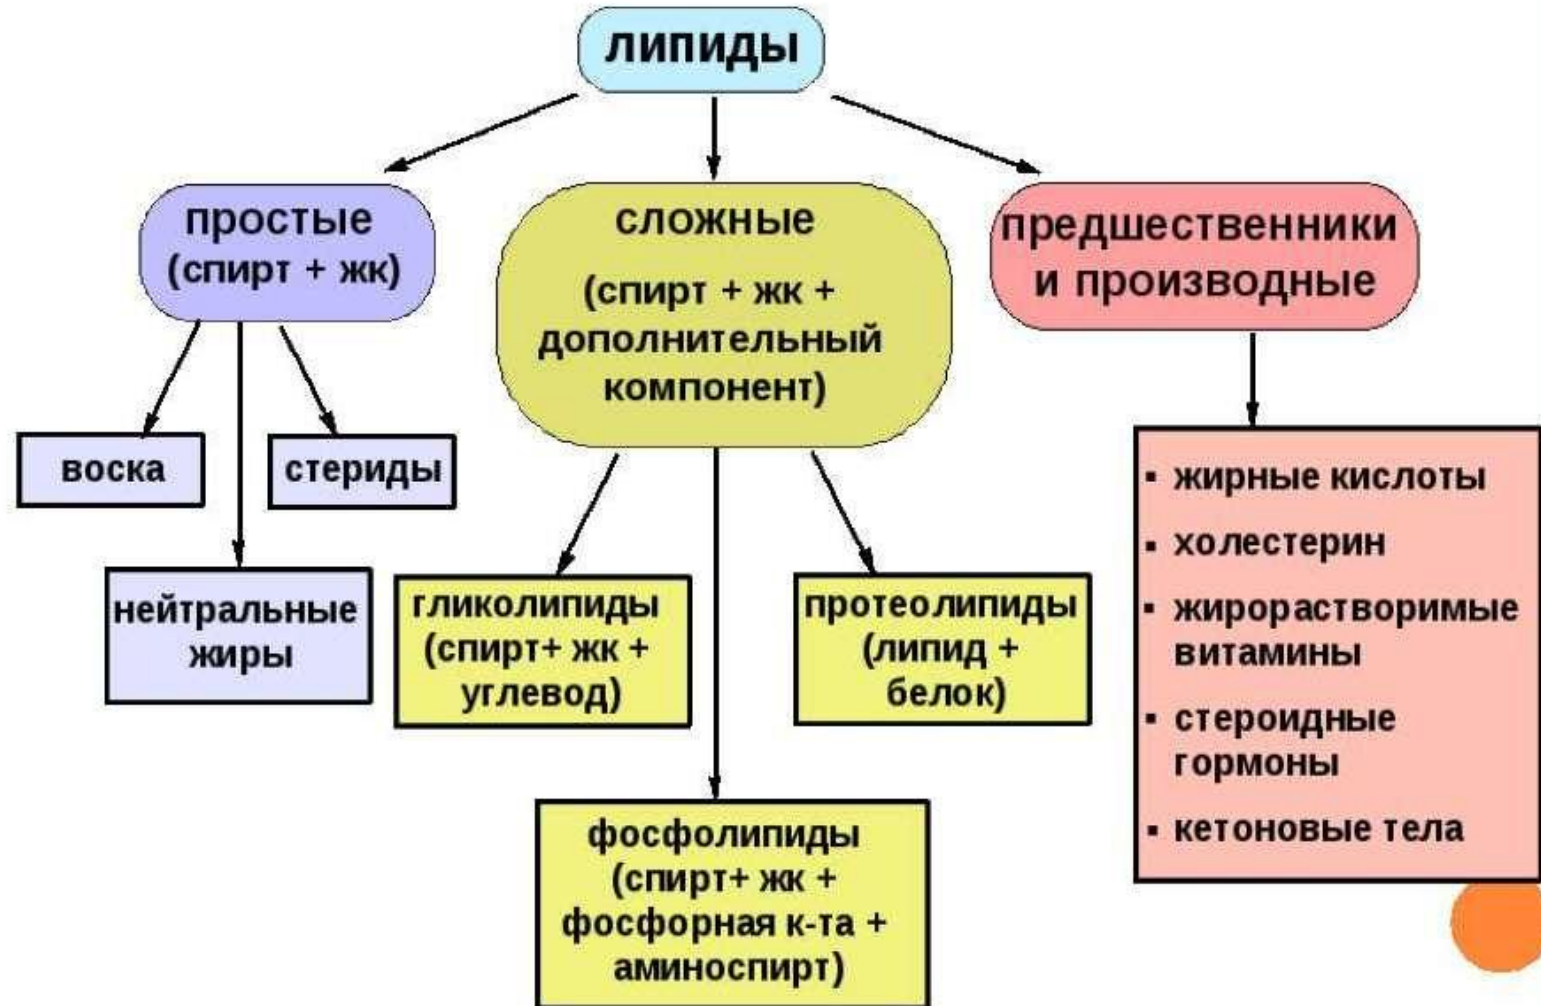 липиды
простые
(спирт + жк)
сложные
(спирт + жк +
дополнительный
компонент)
предшественники
и производные
воска
стериды
нейтральные
жиры
гликолипиды
(спирт+ жк +
углевод)
протеолипиды
(липид +
белок)
фосфолипиды
(спирт+ жк +
фосфорная к-та +
аминоспирт)
▪ жирные кислоты
▪ холестерин
▪ жирорастворимые
витамины
▪ стероидные
гормоны
▪ кетоновые тела